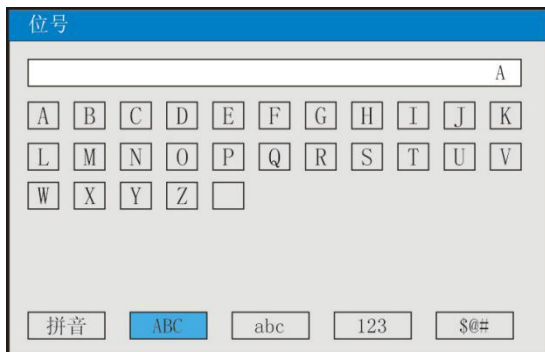 位号
A
A B C D E F G H I J K
L M N O P Q R S T U V
W X Y Z
拼音 ABC abc 123 $@#